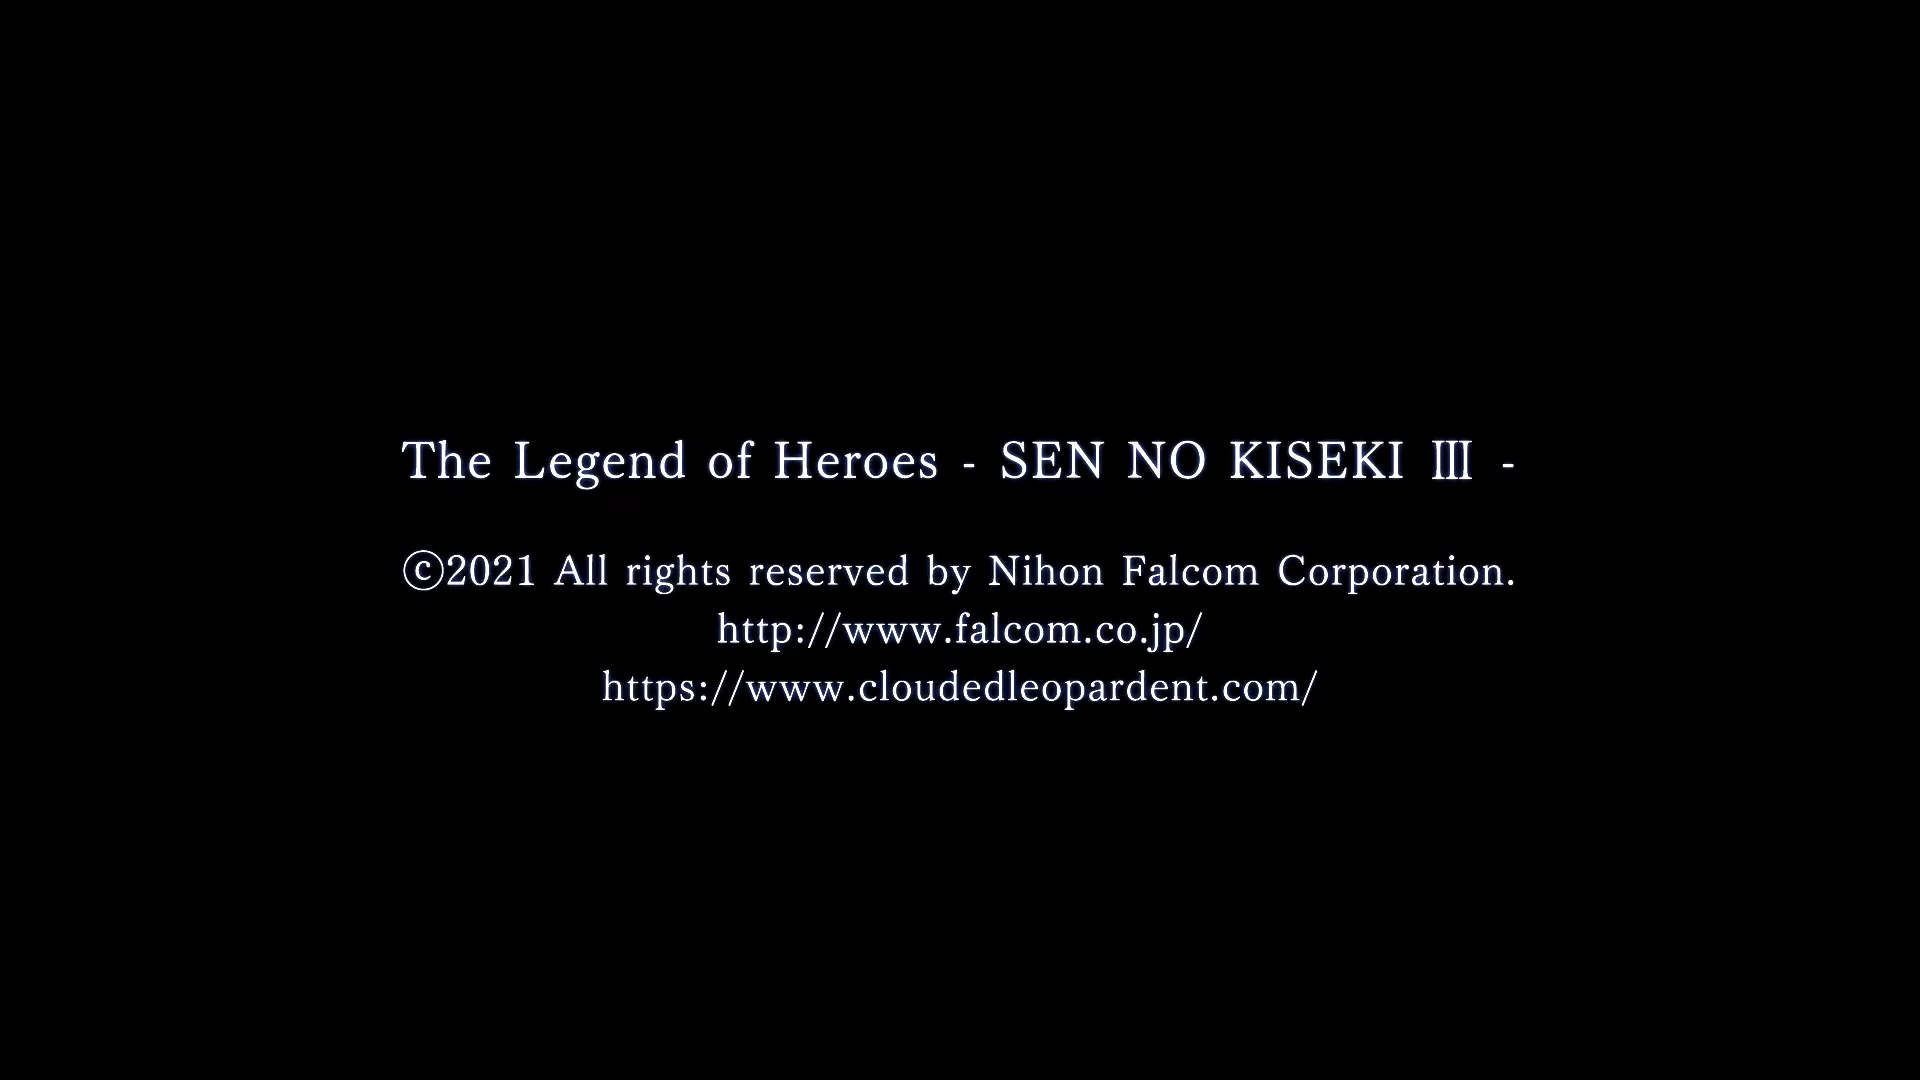 The Legend of Heroes - SEN NO KISEKI Ⅲ -
ⓒ2021 All rights reserved by Nihon Falcom Corporation.
http://www.falcom.co.jp/
https://www.cloudedleopardent.com/